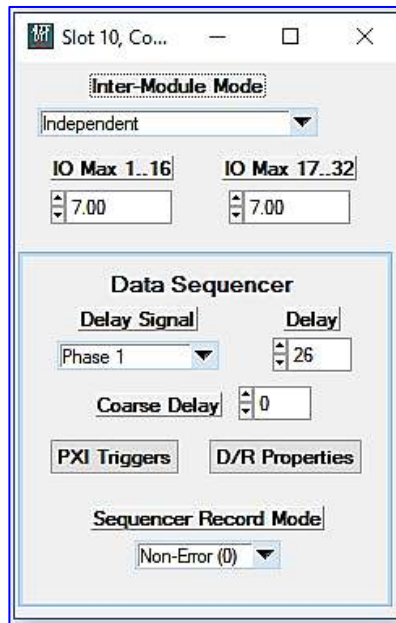 Slot 10, Co...
Inter-Module Mode
Independent
IO Max 1..16 IO Max 17..32
7.00 7.00
Data Sequencer
Delay Signal Delay
Phase 1 26
Coarse Delay 0
PXI Triggers D/R Properties
Sequencer Record Mode
Non-Error (0)